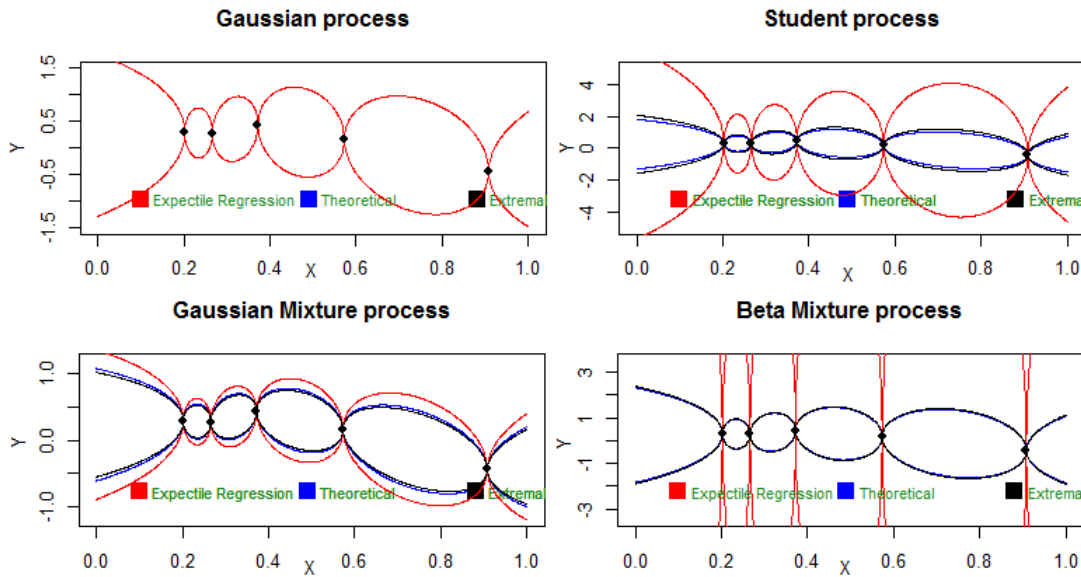 Gaussian process
Student process
Y
1.5
0.5
-0.5
-1.5
Expectile Regression
Theoretical
Extremal
0.0 0.2 0.4 0.6 0.8 1.0
X
Y
4
2
0
-2
-4
Expectile Regression
Theoretical
Extrema
0.0 0.2 0.4 0.6 0.8 1.0
X
Gaussian Mixture process
Beta Mixture process
Y
1.0
0.0
-1.0
Expectile Regression
Theoretical
Extremal
0.0 0.2 0.4 0.6 0.8 1.0
X
Y
3
1
-1
-3
Expectile Regression
Theoretical
Extrema
0.0 0.2 0.4 0.6 0.8 1.0
X